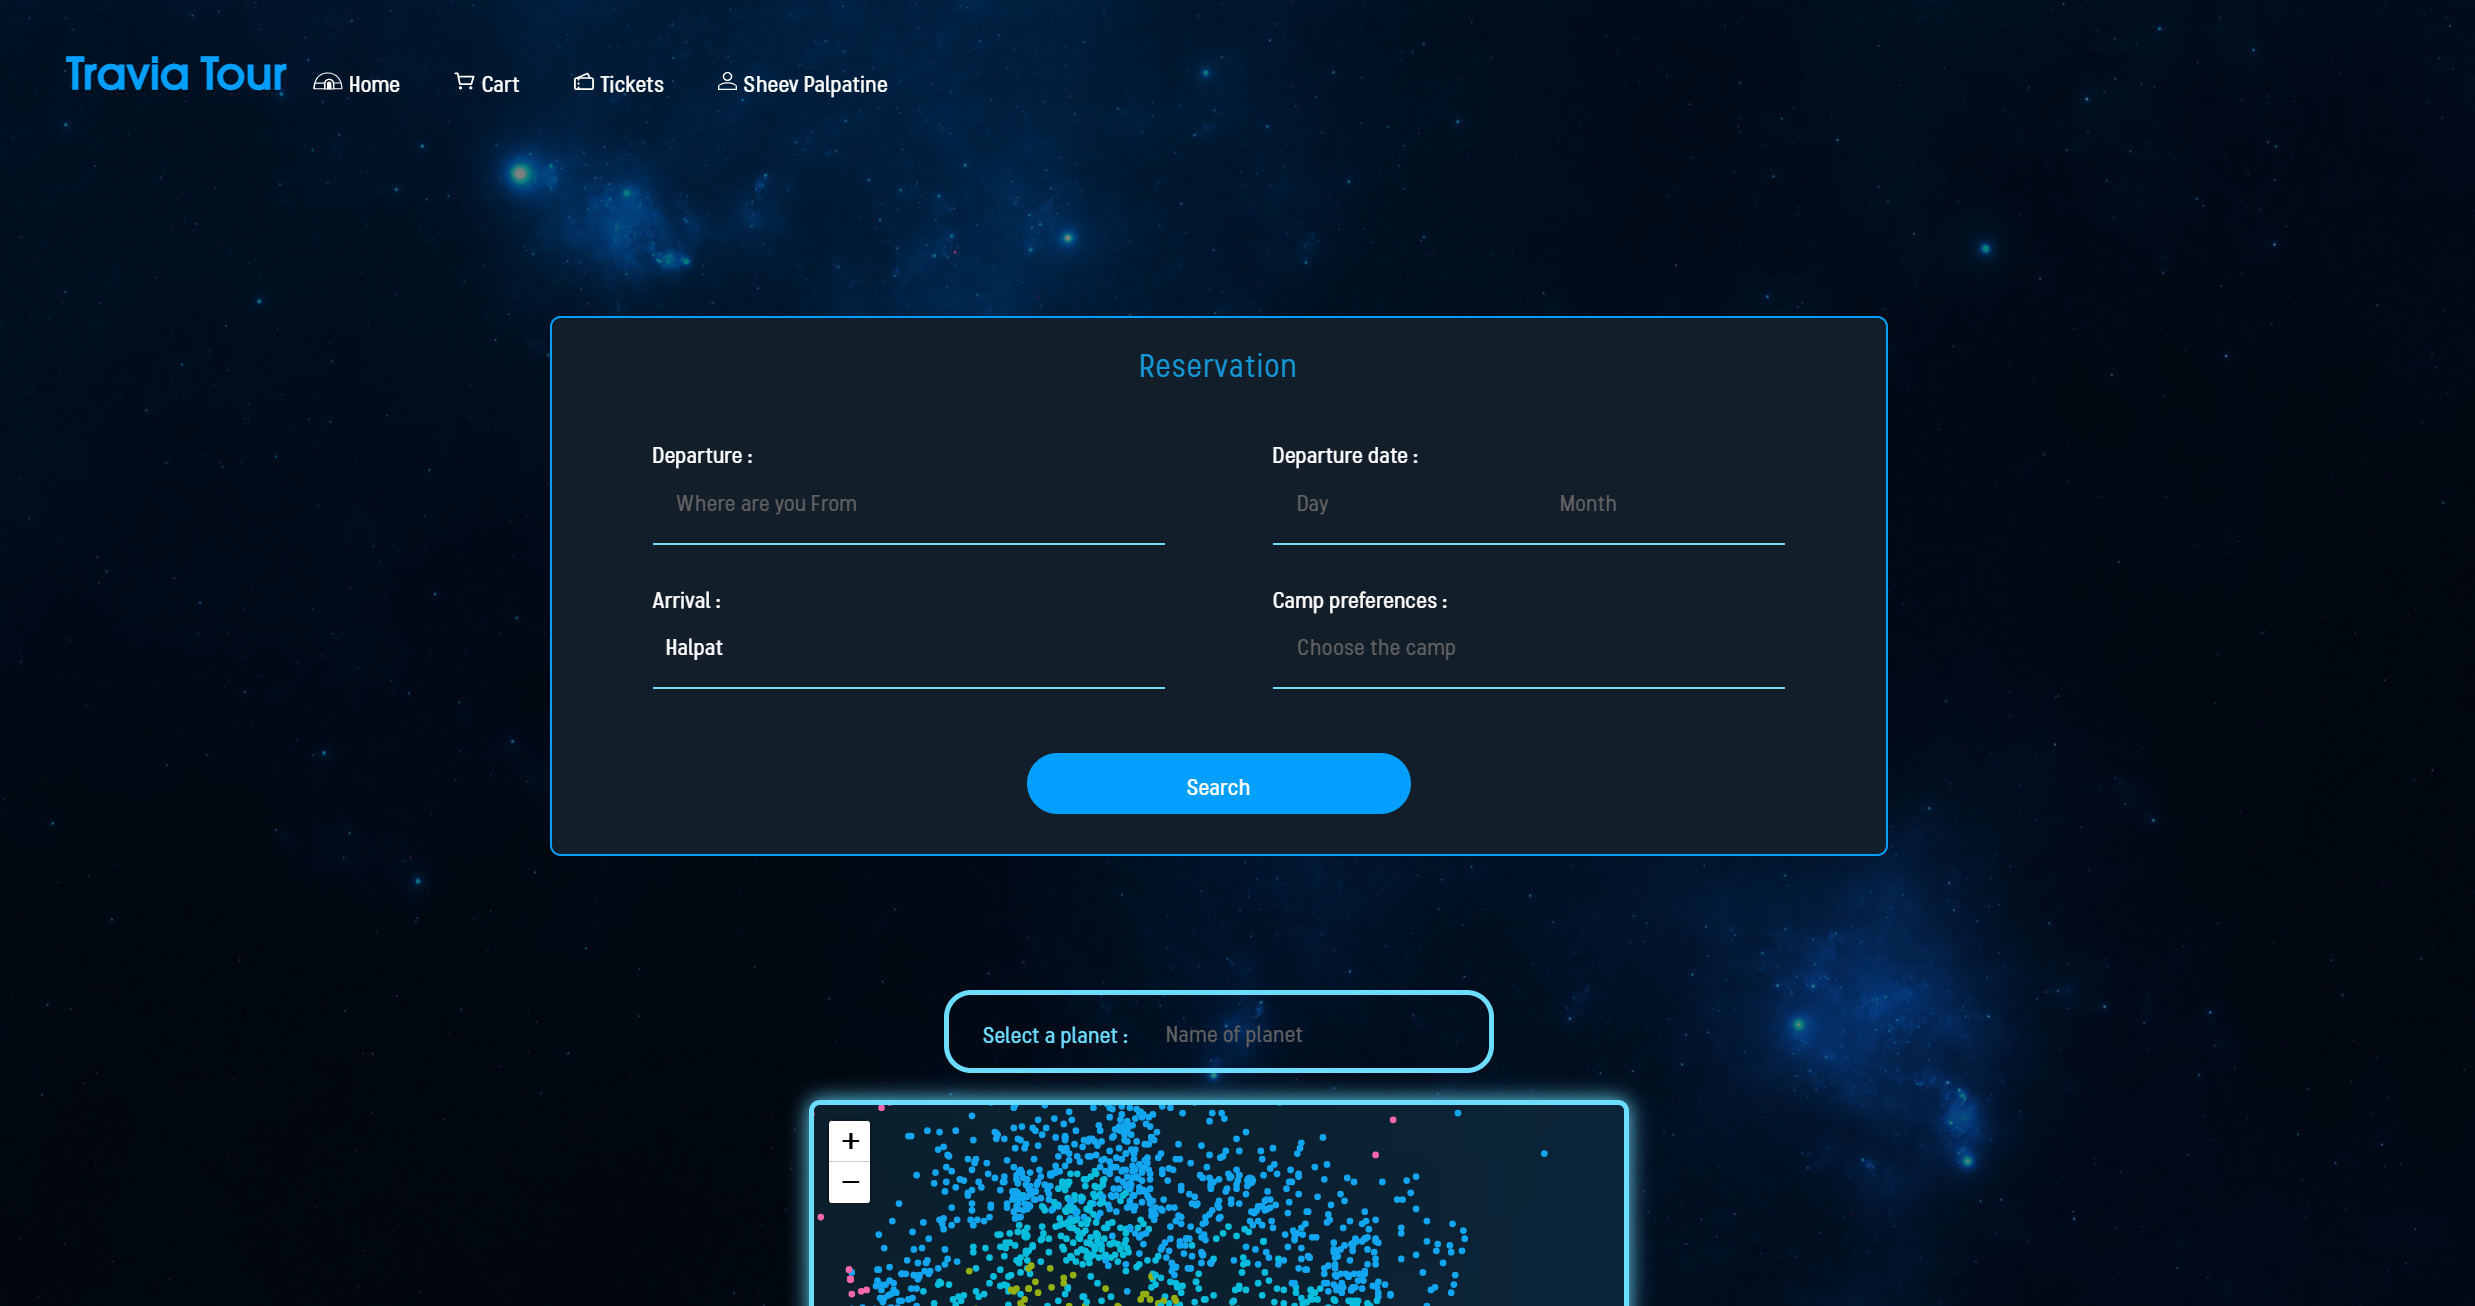 Travia Tour Home Cart Tickets Sheev Palpatine
Reservation
Departure : Departure date :
Where are you From Day Month
Arrival : Camp preferences :
Halpat Choose the camp
Search
Select a planet : Name of planet
+
−